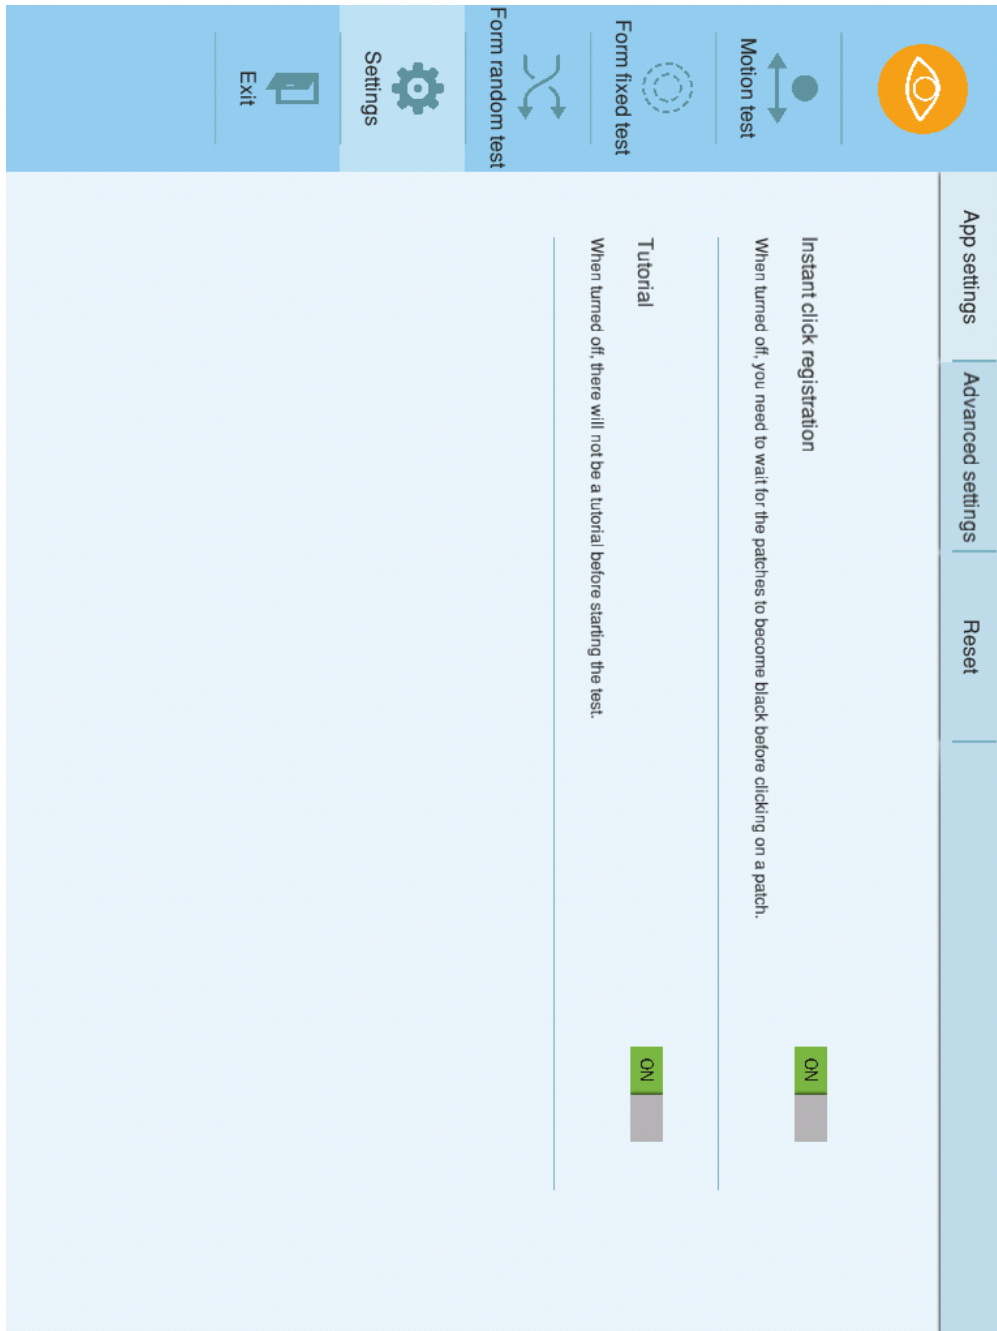 App settings
Advanced settings
Reset
Motion test
Form fixed test
Form random test
Settings
Exit
Instant click registration
When turned off, you need to wait for the patches to become black before clicking on a patch.
ON
Tutorial
When turned off, there will not be a tutorial before starting the test.
ON